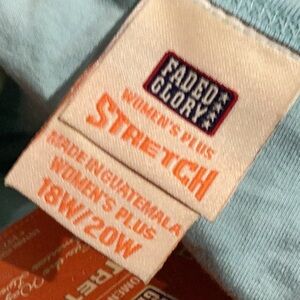 FADED
GLORY
WOMEN'S PLUS
STRETCH
MADE IN GUATEMALA
WOMEN'S PLUS
18W/20W